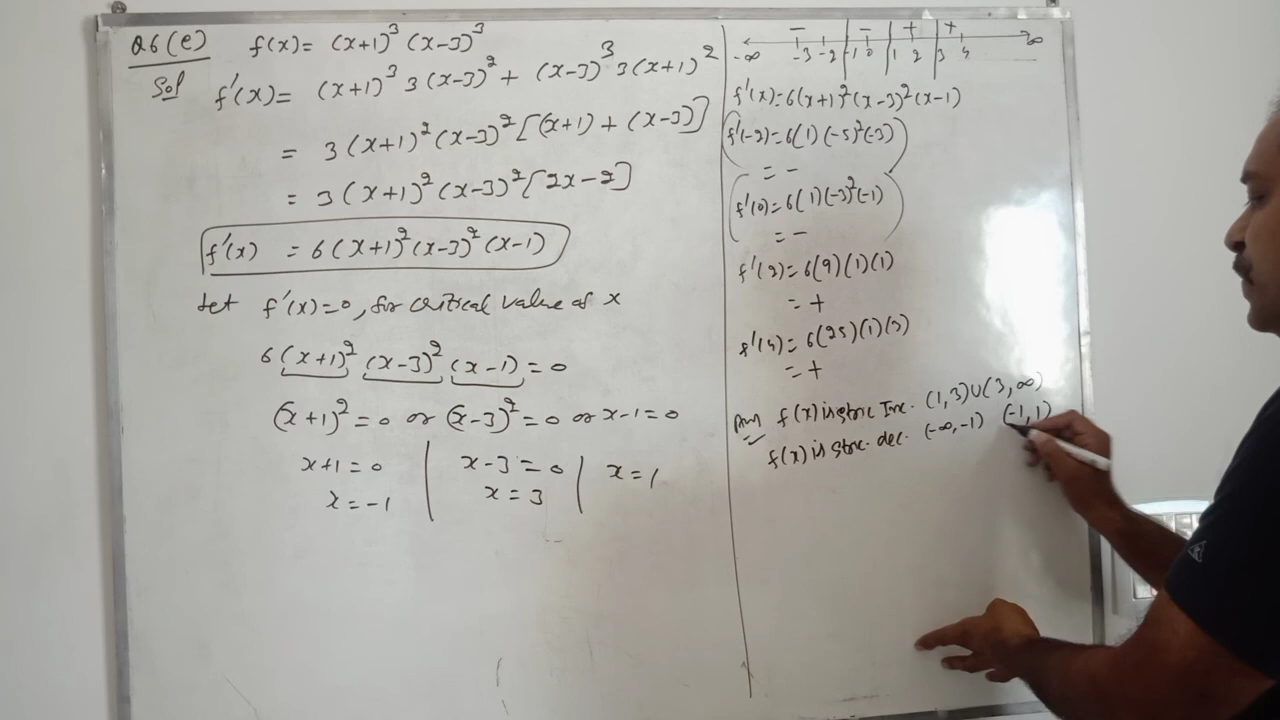 Q6(e) f(x) = (x+1)³ (x-3)³
Sol f'(x) = (x+1)³ 3(x-3)² + (x-3)³ 3(x+1)²
= 3(x+1)²(x-3)²[(x+1) + (x-3)]
= 3(x+1)²(x-3)²[2x-2]
f'(x) = 6(x+1)²(x-3)²(x-1)
Let f'(x)=0, for critical value of x
6(x+1)² (x-3)² (x-1) = 0
(x+1)² = 0 or (x-3)² = 0 or x-1 = 0
x+1 = 0 | x-3 = 0 | x = 1
x = -1 | x = 3
- - + +
-∞ -3 -2 -1 0 1 2 3 4 ∞
f'(x) = 6(x+1)²(x-3)²(x-1)
f'(-2) = 6(1)(-5)²(-3)
= -
f'(0) = 6(1)(-3)²(-1)
= -
f'(2) = 6(9)(1)(1)
= +
f'(4) = 6(25)(1)(3)
= +
Ans f(x) is stric Inc. (1,3)∪(3,∞)
f(x) is stric. dec. (-∞,-1) (-1,1)